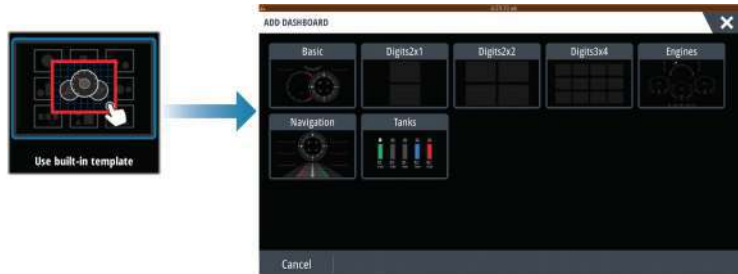 ADD DASHBOARD
Basic
Digits2x1
Digits2x2
Digits3x4
Engines
Use built-in template
Navigation
Tanks
Cancel